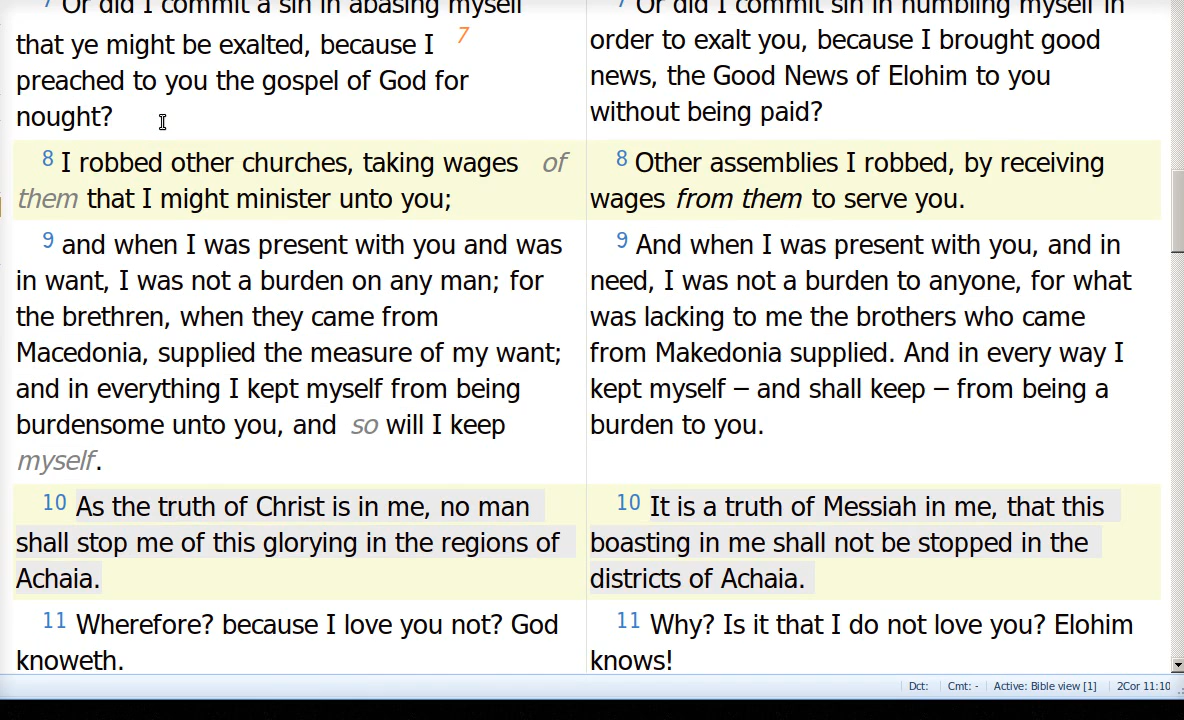 7 Or did I commit a sin in abasing myself
that ye might be exalted, because I 7
preached to you the gospel of God for
nought?
8 I robbed other churches, taking wages of
them that I might minister unto you;
9 and when I was present with you and was
in want, I was not a burden on any man; for
the brethren, when they came from
Macedonia, supplied the measure of my want;
and in everything I kept myself from being
burdensome unto you, and so will I keep
myself.
10 As the truth of Christ is in me, no man
shall stop me of this glorying in the regions of
Achaia.
11 Wherefore? because I love you not? God
knoweth.
7 Or did I commit sin in humbling myself in
order to exalt you, because I brought good
news, the Good News of Elohim to you
without being paid?
8 Other assemblies I robbed, by receiving
wages from them to serve you.
9 And when I was present with you, and in
need, I was not a burden to anyone, for what
was lacking to me the brothers who came
from Makedonia supplied. And in every way I
kept myself – and shall keep – from being a
burden to you.
10 It is a truth of Messiah in me, that this
boasting in me shall not be stopped in the
districts of Achaia.
11 Why? Is it that I do not love you? Elohim
knows!
Dct: Cmt: - Active: Bible view [1] 2Cor 11:10